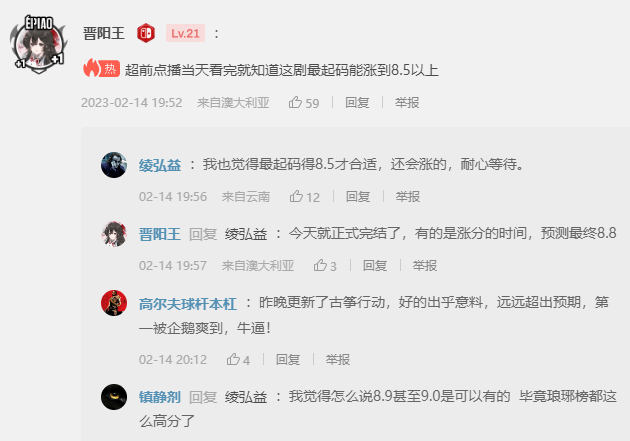 ÉPIAO
+1
+1
晋阳王 Lv.21 ：
热 超前点播当天看完就知道这剧最起码能涨到8.5以上
2023-02-14 19:52 来自澳大利亚 59 回复 举报
绫弘益 ：我也觉得最起码得8.5才合适，还会涨的，耐心等待。
02-14 19:56 来自云南 12 回复 举报
晋阳王 回复 绫弘益 ：今天就正式完结了，有的是涨分的时间，预测最终8.8
02-14 19:57 来自澳大利亚 3 回复 举报
高尔夫球杆本杠 ：昨晚更新了古筝行动，好的出乎意料，远远超出预期，第
一被企鹅爽到，牛逼！
02-14 20:12 4 回复 举报
镇静剂 回复 绫弘益 ：我觉得怎么说8.9甚至9.0是可以有的 毕竟琅琊榜都这
么高分了